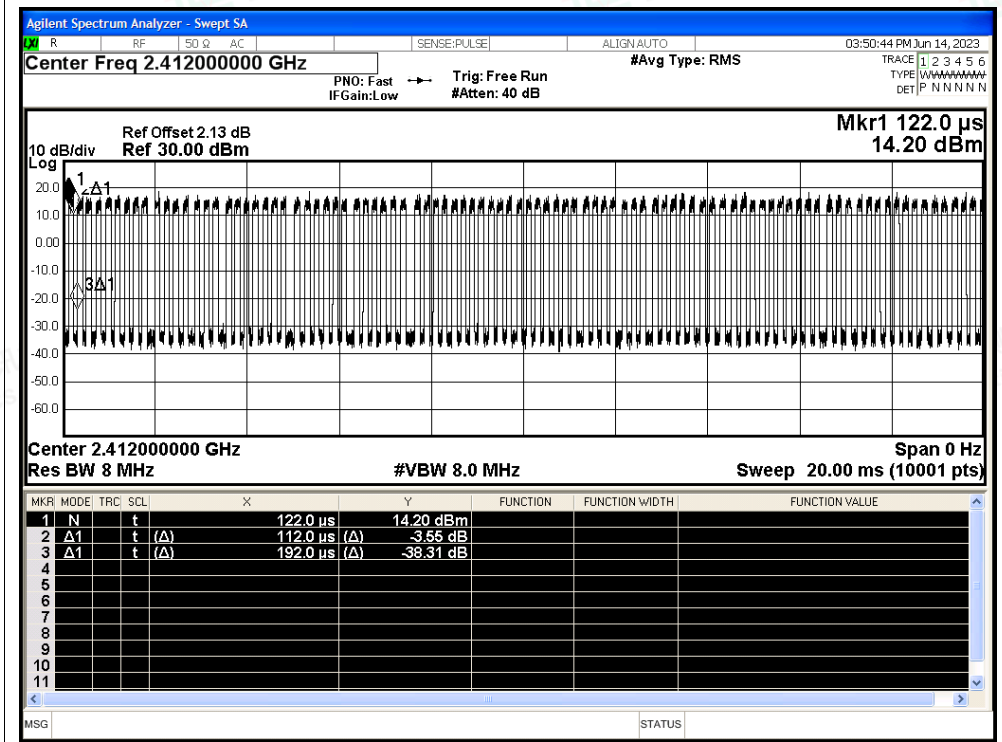 Agilent Spectrum Analyzer - Swept SA
LXI R RF 50 Ω AC SENSE:PULSE ALIGN AUTO 03:50:44 PM Jun 14, 2023
Center Freq 2.412000000 GHz #Avg Type: RMS TRACE 1 2 3 4 5 6
PNO: Fast Trig: Free Run TYPE
IFGain:Low #Atten: 40 dB DET P N N N N N
Mkr1 122.0 µs
Ref Offset 2.13 dB
10 dB/div Ref 30.00 dBm 14.20 dBm
Log
1
2Δ1
20.0
10.0
0.00
-10.0
3Δ1
-20.0
-30.0
-40.0
-50.0
-60.0
Center 2.412000000 GHz Span 0 Hz
Res BW 8 MHz #VBW 8.0 MHz Sweep 20.00 ms (10001 pts)
MKR MODE TRC SCL X Y FUNCTION FUNCTION WIDTH FUNCTION VALUE
1 N t 122.0 µs 14.20 dBm
2 Δ1 t (Δ) 112.0 µs (Δ) -3.55 dB
3 Δ1 t (Δ) 192.0 µs (Δ) -38.31 dB
4
5
6
7
8
9
10
11
MSG STATUS